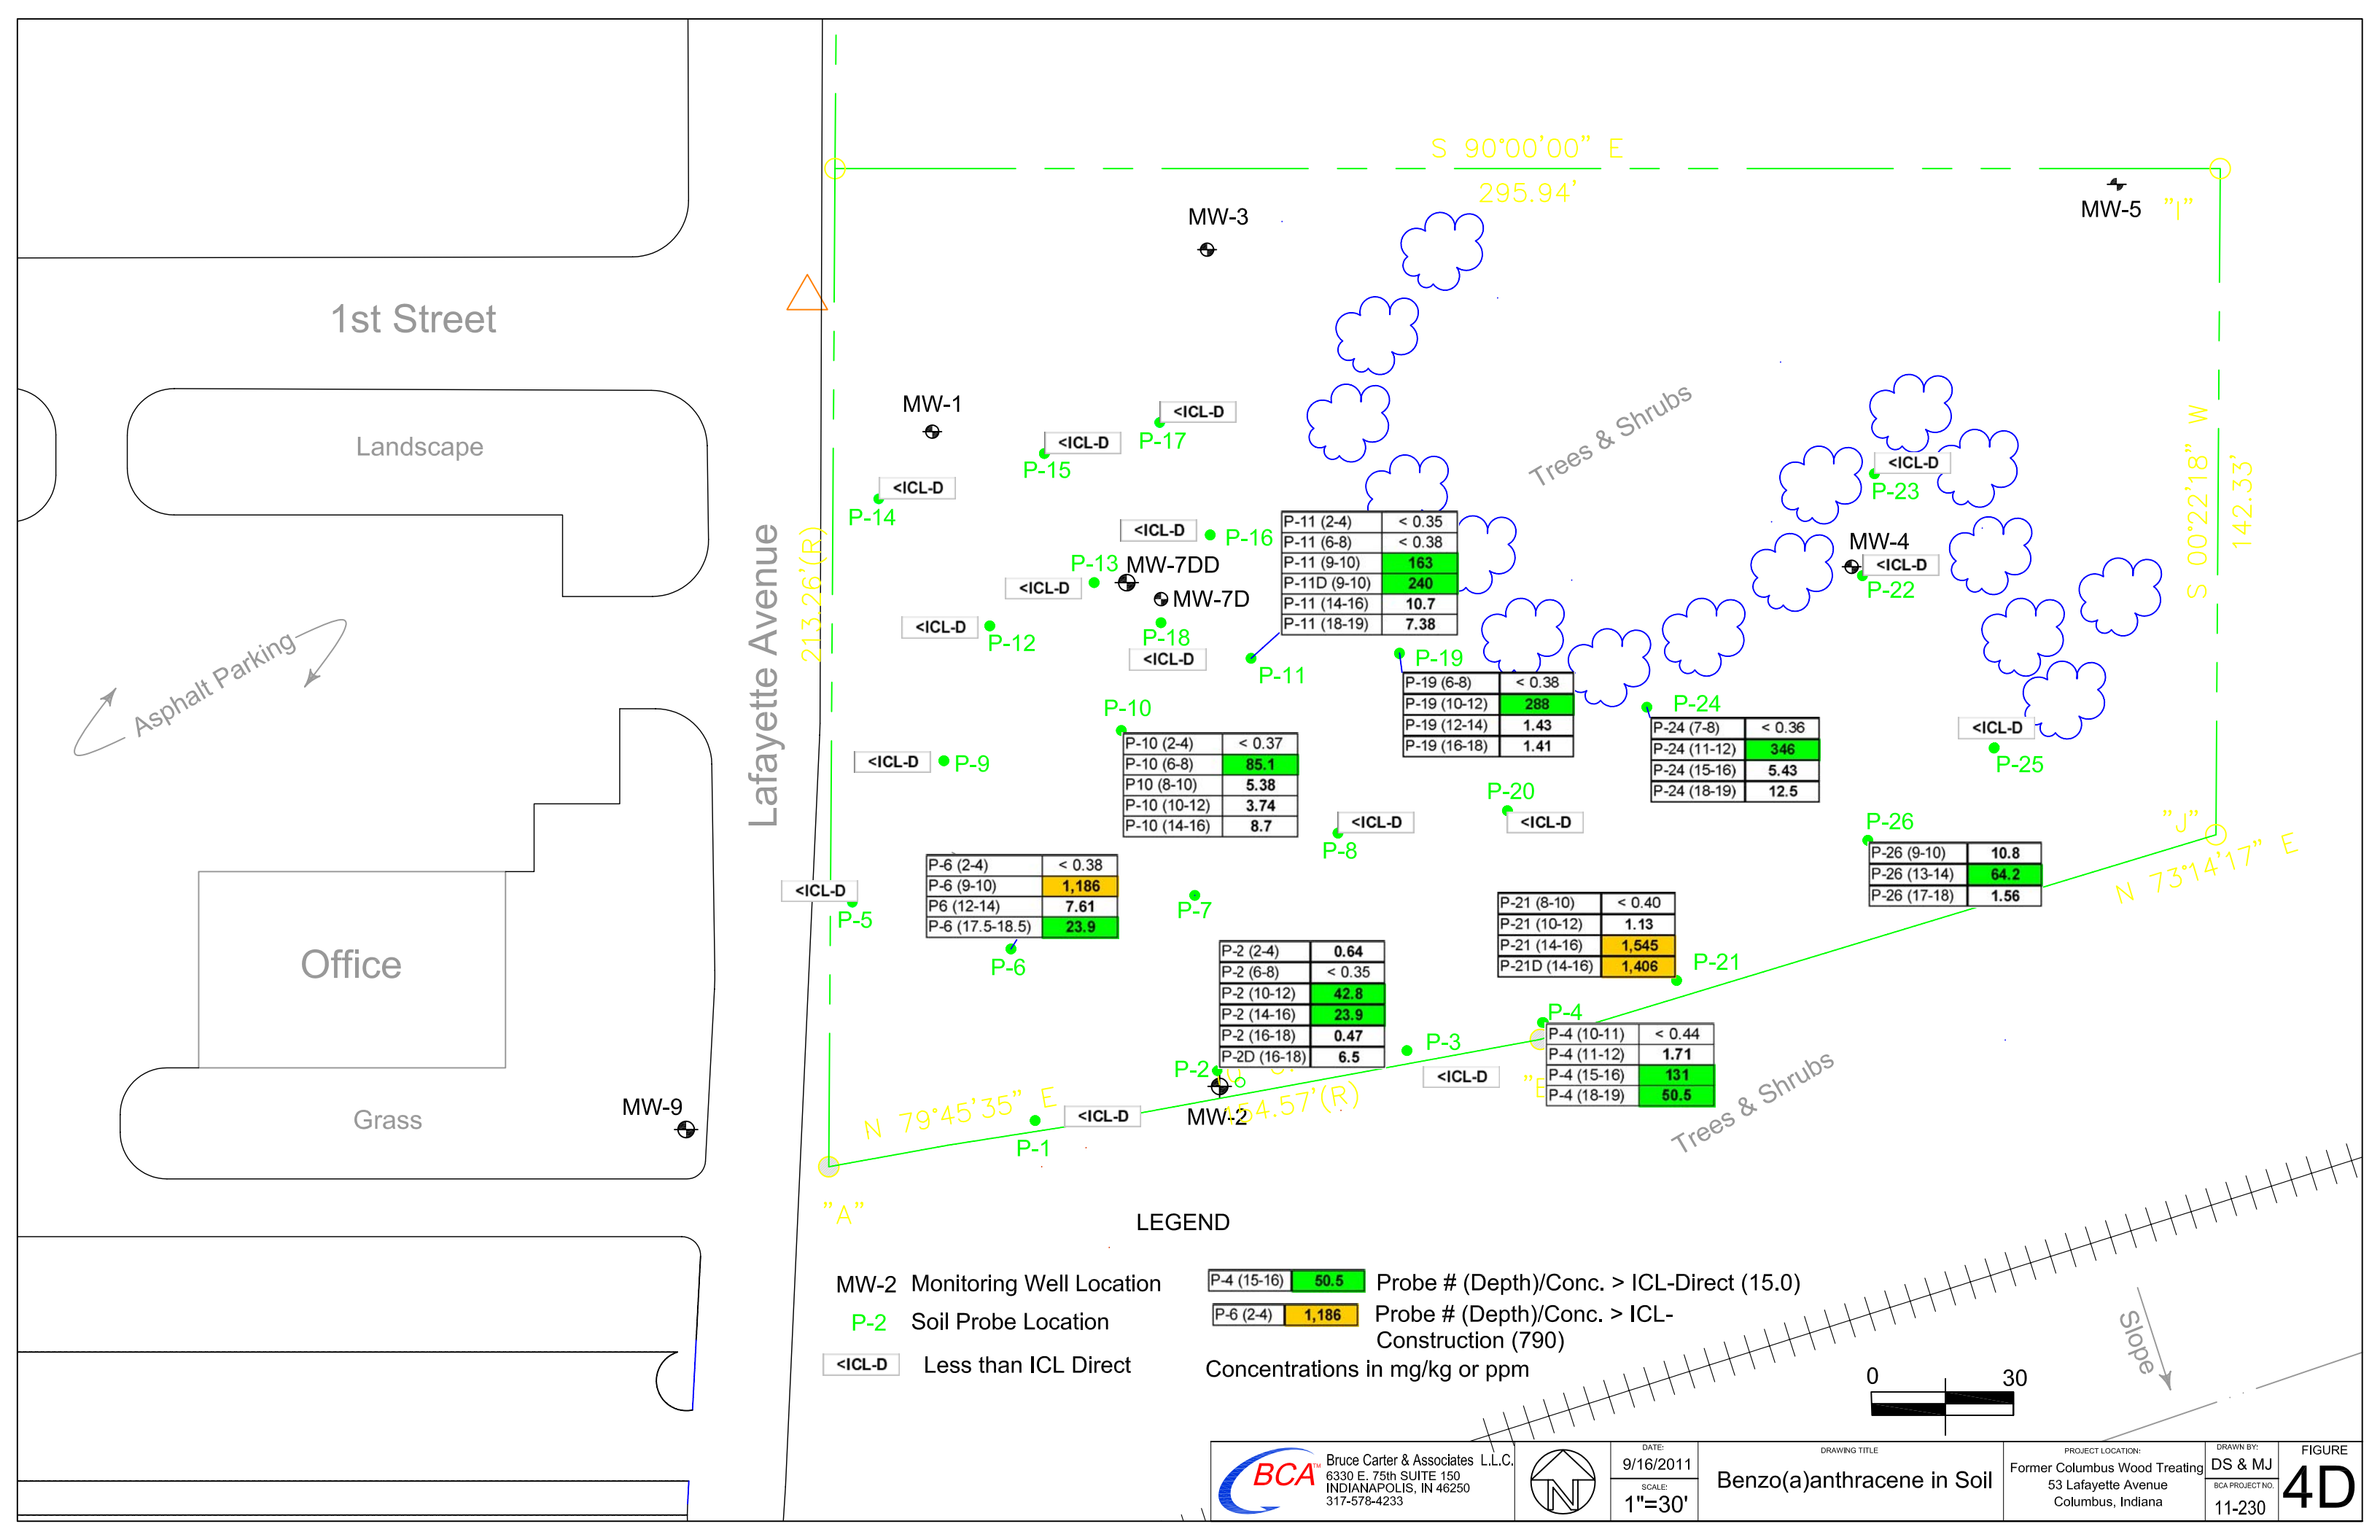 S 90°00'00" E
295.94'
MW-3
MW-5
"I"
1st Street
MW-1
<ICL-D
P-17
<ICL-D
P-15
Landscape
Trees & Shrubs
S 00°22'18" W
142.33'
<ICL-D
P-23
<ICL-D
P-14
Lafayette Avenue
213.26'(R)
<ICL-D
P-16
P-11 (2-4) < 0.35
P-11 (6-8) < 0.38
P-11 (9-10) 163
P-11D (9-10) 240
P-11 (14-16) 10.7
P-11 (18-19) 7.38
MW-4
<ICL-D
P-22
P-13
MW-7DD
<ICL-D
MW-7D
<ICL-D
P-12
P-18
<ICL-D
P-11
P-19
Asphalt Parking
P-19 (6-8) < 0.38
P-19 (10-12) 288
P-19 (12-14) 1.43
P-19 (16-18) 1.41
P-24
P-24 (7-8) < 0.36
P-24 (11-12) 346
P-24 (15-16) 5.43
P-24 (18-19) 12.5
<ICL-D
P-25
P-10
P-10 (2-4) < 0.37
P-10 (6-8) 85.1
P10 (8-10) 5.38
P-10 (10-12) 3.74
P-10 (14-16) 8.7
<ICL-D
P-9
P-20
<ICL-D
<ICL-D
P-8
P-26
"J"
N 73°14'17" E
P-26 (9-10) 10.8
P-26 (13-14) 64.2
P-26 (17-18) 1.56
P-6 (2-4) < 0.38
P-6 (9-10) 1,186
P6 (12-14) 7.61
P-6 (17.5-18.5) 23.9
<ICL-D
P-5
P-7
P-6
Office
P-21 (8-10) < 0.40
P-21 (10-12) 1.13
P-21 (14-16) 1,545
P-21D (14-16) 1,406
P-21
P-2 (2-4) 0.64
P-2 (6-8) < 0.35
P-2 (10-12) 42.8
P-2 (14-16) 23.9
P-2 (16-18) 0.47
P-2D (16-18) 6.5
P-4
P-4 (10-11) < 0.44
P-4 (11-12) 1.71
P-4 (15-16) 131
P-4 (18-19) 50.5
P-3
<ICL-D
P-2
MW-2
154.57'(R)
N 79°45'35" E
<ICL-D
P-1
MW-9
Grass
Trees & Shrubs
"A"
LEGEND
MW-2 Monitoring Well Location
P-2 Soil Probe Location
<ICL-D Less than ICL Direct
P-4 (15-16) 50.5 Probe # (Depth)/Conc. > ICL-Direct (15.0)
P-6 (2-4) 1,186 Probe # (Depth)/Conc. > ICL-
Construction (790)
Concentrations in mg/kg or ppm
Slope
0 30
BCA™
Bruce Carter & Associates L.L.C.
6330 E. 75th SUITE 150
INDIANAPOLIS, IN 46250
317-578-4233
N
DATE:
9/16/2011
SCALE:
1"=30'
DRAWING TITLE
Benzo(a)anthracene in Soil
PROJECT LOCATION:
Former Columbus Wood Treating
53 Lafayette Avenue
Columbus, Indiana
DRAWN BY:
DS & MJ
BCA PROJECT NO.
11-230
FIGURE
4D